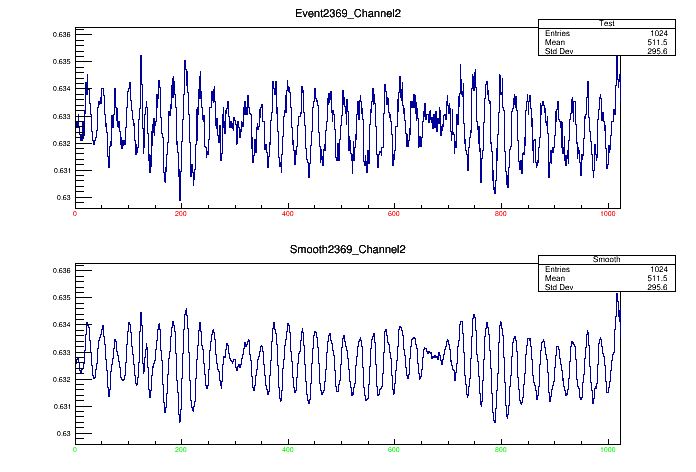 Event2369_Channel2
Test
Entries 1024
Mean 511.5
Std Dev 295.6
0.636
0.635
0.634
0.633
0.632
0.631
0.63
0 200 400 600 800 1000
Smooth2369_Channel2
Smooth
Entries 1024
Mean 511.5
Std Dev 295.6
0.636
0.635
0.634
0.633
0.632
0.631
0.63
0 200 400 600 800 1000